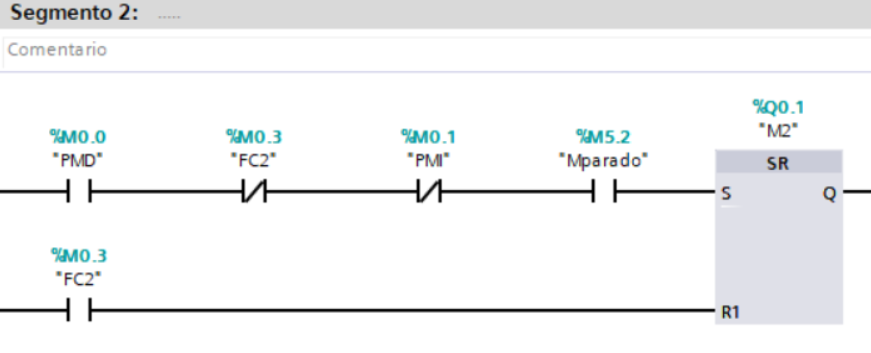 Segmento 2: .....
Comentario
%Q0.1
"M2"
%M0.0 %M0.3 %M0.1 %M5.2
"PMD" "FC2" "PMI" "Mparado"
SR
S Q
%M0.3
"FC2"
R1